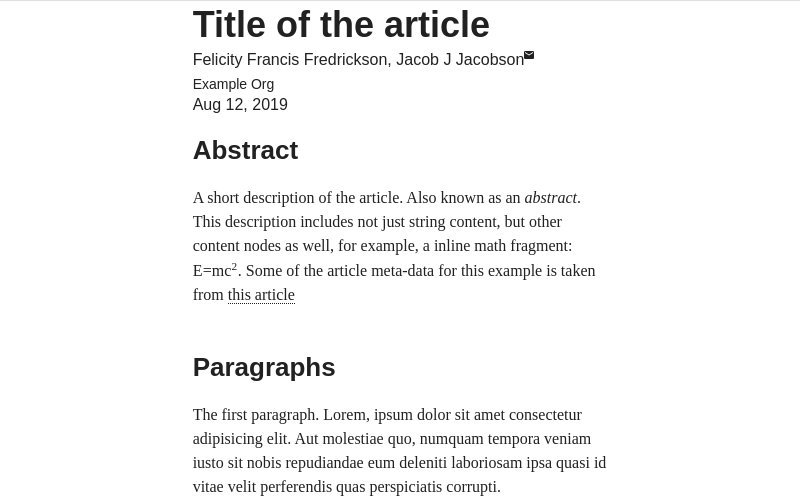 Title of the article
Felicity Francis Fredrickson, Jacob J Jacobson
Example Org
Aug 12, 2019
Abstract
A short description of the article. Also known as an abstract.
This description includes not just string content, but other
content nodes as well, for example, a inline math fragment:
E=mc². Some of the article meta-data for this example is taken
from this article
Paragraphs
The first paragraph. Lorem, ipsum dolor sit amet consectetur
adipisicing elit. Aut molestiae quo, numquam tempora veniam
iusto sit nobis repudiandae eum deleniti laboriosam ipsa quasi id
vitae velit perferendis quas perspiciatis corrupti.